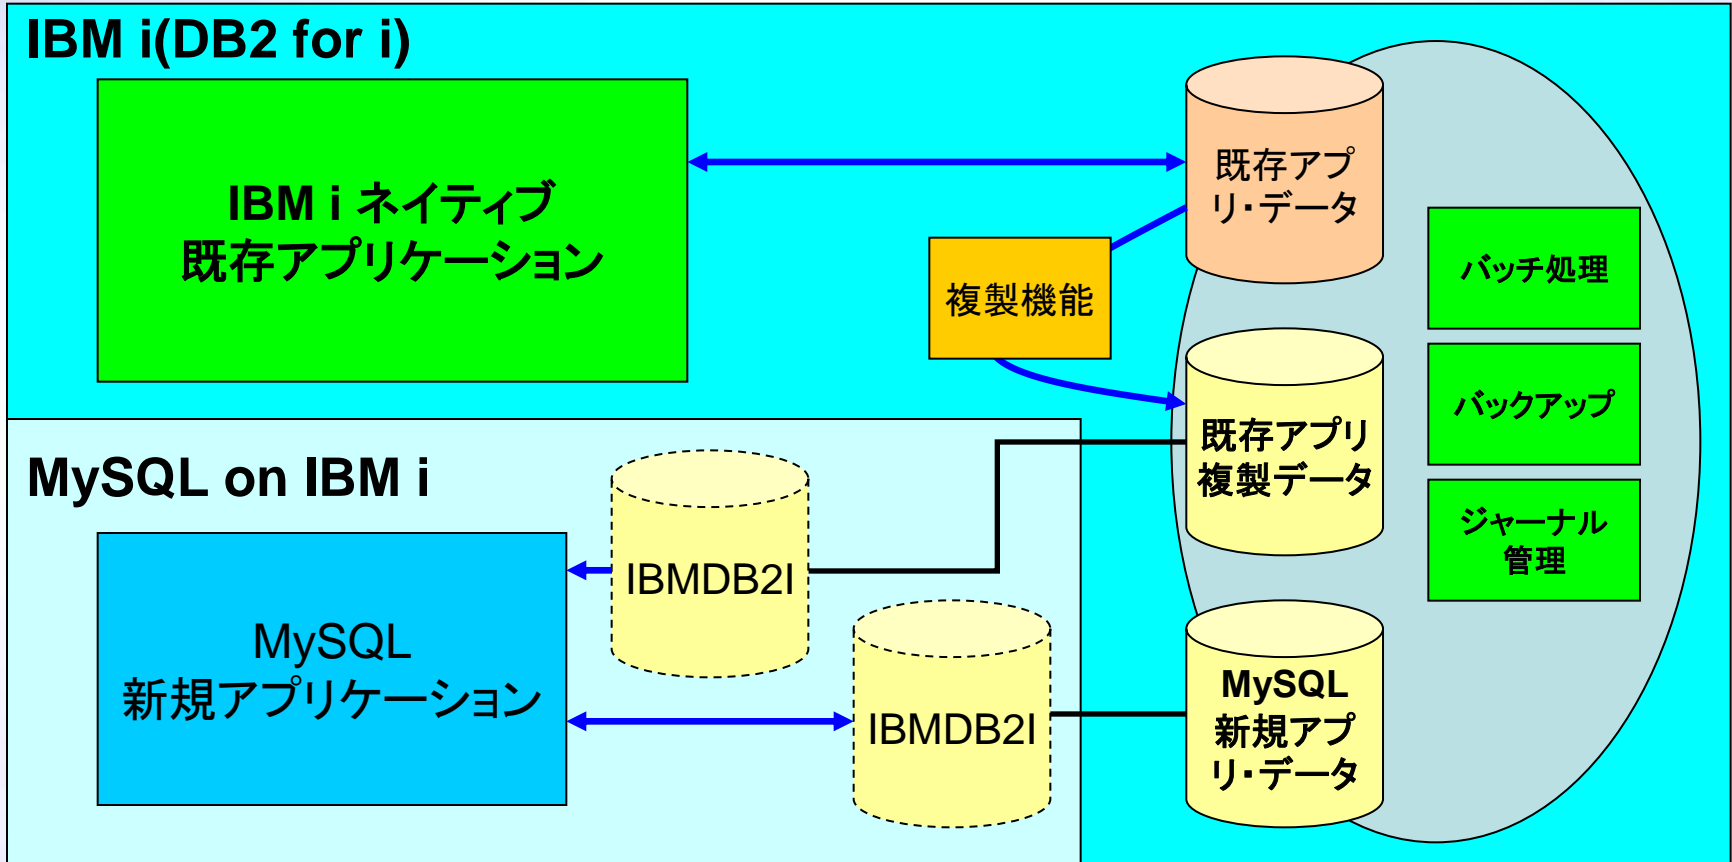 IBM i(DB2 for i)
IBM i ネイティブ
既存アプリケーション
既存アプ
リ・データ
複製機能
バッチ処理
バックアップ
ジャーナル
管理
既存アプリ
複製データ
MySQL on IBM i
IBMDB2I
MySQL
新規アプリケーション
IBMDB2I
MySQL
新規アプ
リ・データ